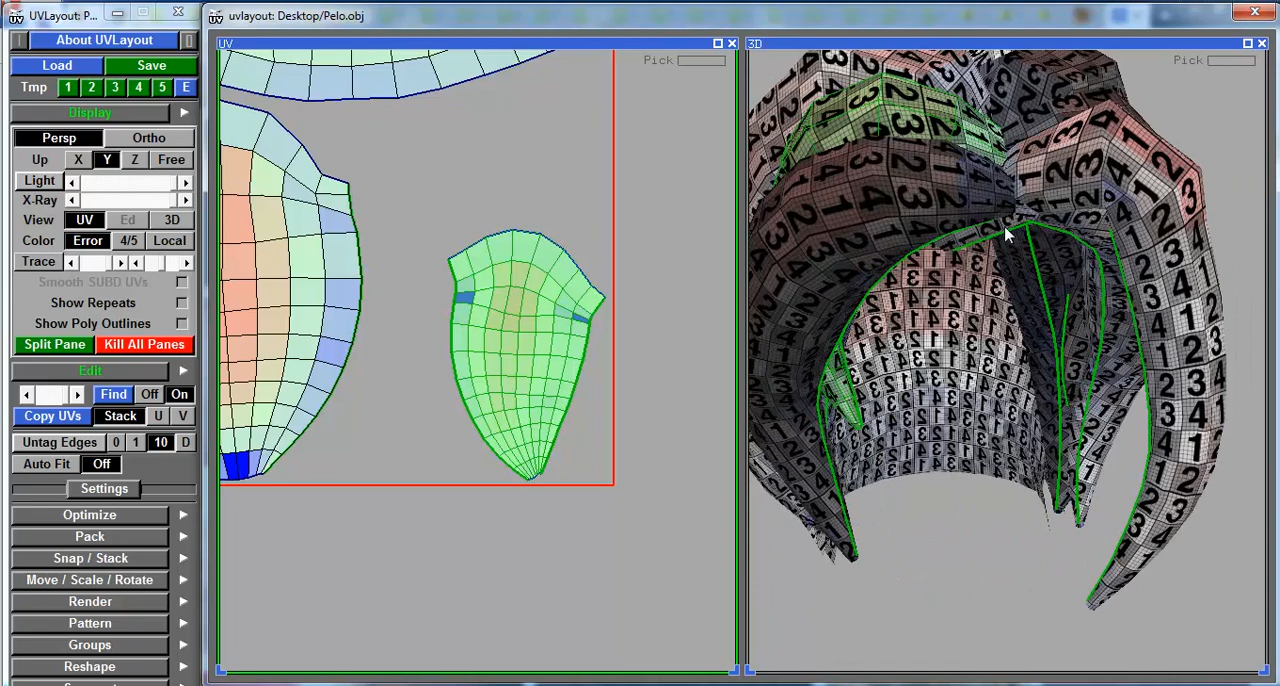 UVLayout: P...
uvlayout: Desktop/Pelo.obj
About UVLayout
Load Save
Tmp 1 2 3 4 5 E
Display
Persp Ortho
Up X Y Z Free
Light
X-Ray
View UV Ed 3D
Color Error 4/5 Local
Trace
Smooth SUBD UVs
Show Repeats
Show Poly Outlines
Split Pane Kill All Panes
Edit
Find Off On
Copy UVs Stack U V
Untag Edges 0 1 10 D
Auto Fit Off
Settings
Optimize
Pack
Snap / Stack
Move / Scale / Rotate
Render
Pattern
Groups
Reshape
UV
Pick
3D
Pick